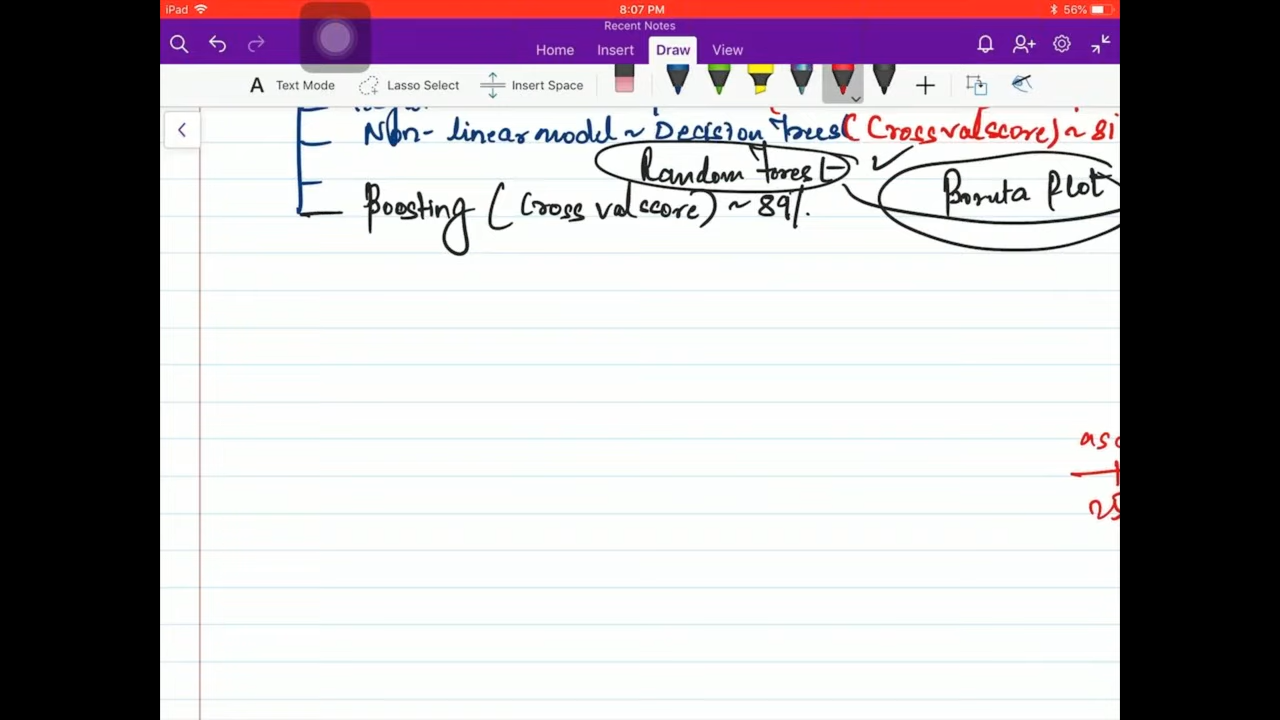 iPad 8:07 PM 56%
Recent Notes
Home Insert Draw View
A Text Mode Lasso Select Insert Space
Non-linear model ~ Decision Trees (Cross val score) ~ 81
Random Forest
Boruta Plot
Boosting (Cross val score) ~ 89%.